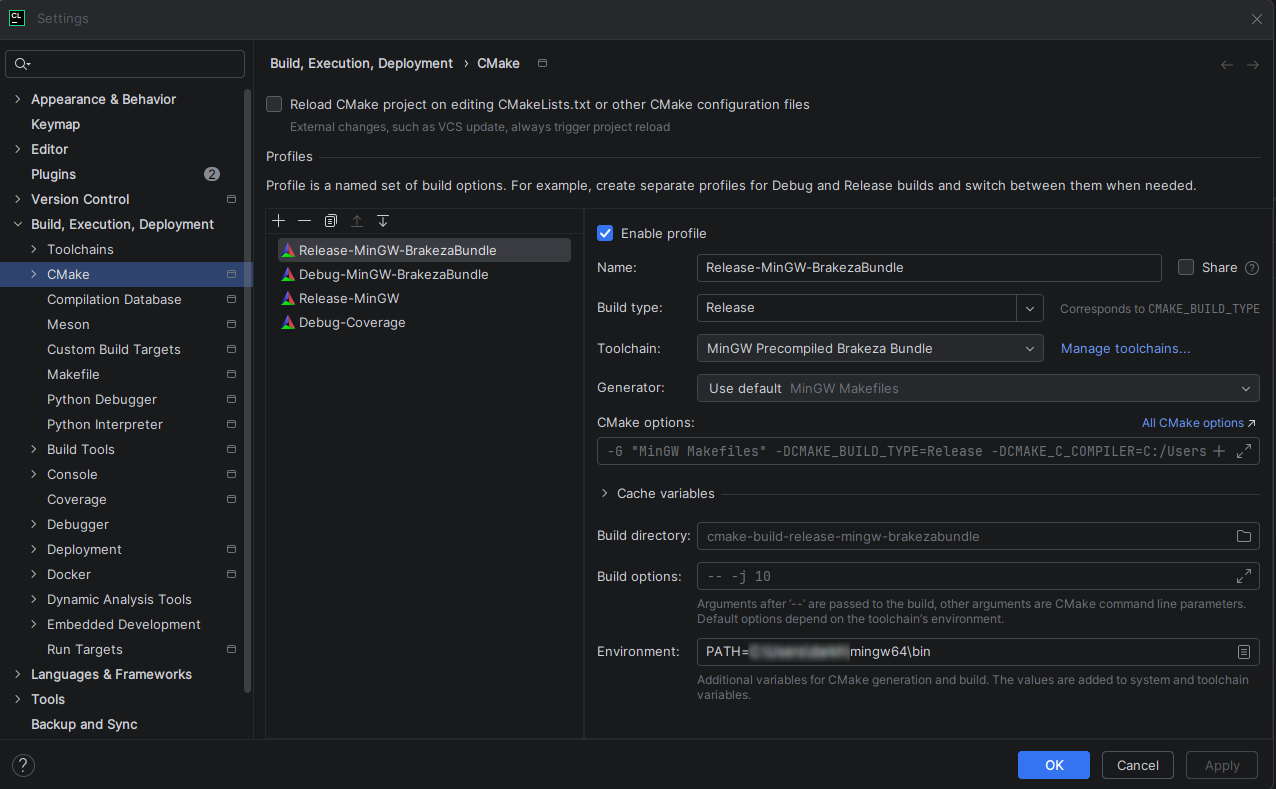 CL
Settings
Appearance & Behavior
Keymap
Editor
Plugins 2
Version Control
Build, Execution, Deployment
Toolchains
CMake
Compilation Database
Meson
Custom Build Targets
Makefile
Python Debugger
Python Interpreter
Build Tools
Console
Coverage
Debugger
Deployment
Docker
Dynamic Analysis Tools
Embedded Development
Run Targets
Languages & Frameworks
Tools
Backup and Sync
Build, Execution, Deployment › CMake
Reload CMake project on editing CMakeLists.txt or other CMake configuration files
External changes, such as VCS update, always trigger project reload
Profiles
Profile is a named set of build options. For example, create separate profiles for Debug and Release builds and switch between them when needed.
Release-MinGW-BrakezaBundle
Debug-MinGW-BrakezaBundle
Release-MinGW
Debug-Coverage
Enable profile
Name: Release-MinGW-BrakezaBundle Share ?
Build type: Release Corresponds to CMAKE_BUILD_TYPE
Toolchain: MinGW Precompiled Brakeza Bundle Manage toolchains...
Generator: Use default MinGW Makefiles
CMake options: All CMake options ↗
-G "MinGW Makefiles" -DCMAKE_BUILD_TYPE=Release -DCMAKE_C_COMPILER=C:/Users
Cache variables
Build directory: cmake-build-release-mingw-brakezabundle
Build options: -- -j 10
Arguments after '--' are passed to the build, other arguments are CMake command line parameters.
Default options depend on the toolchain's environment.
Environment: PATH= mingw64\bin
Additional variables for CMake generation and build. The values are added to system and toolchain
variables.
?
OK Cancel Apply